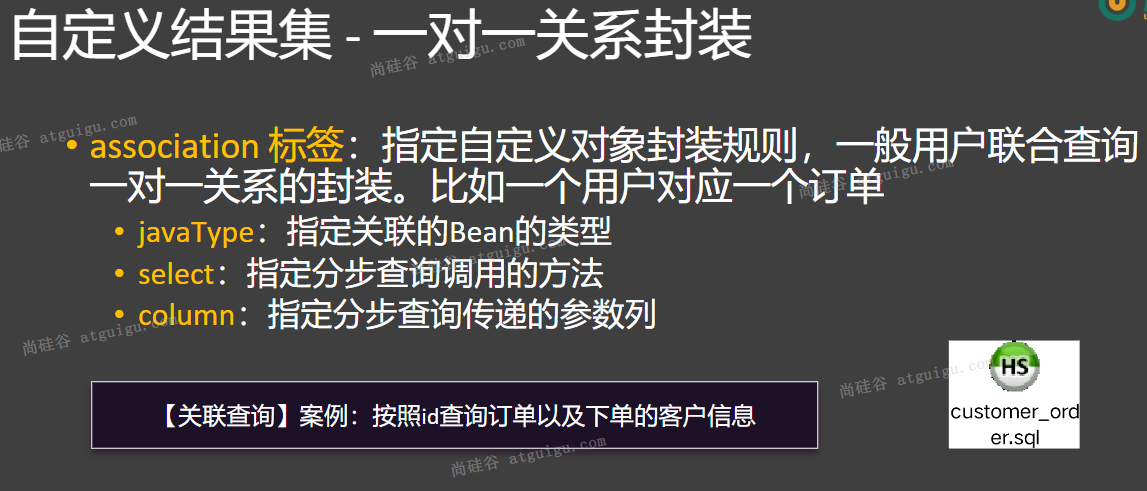 自定义结果集 - 一对一关系封装
• association 标签：指定自定义对象封装规则，一般用户联合查询
一对一关系的封装。比如一个用户对应一个订单
• javaType：指定关联的Bean的类型
• select：指定分步查询调用的方法
• column：指定分步查询传递的参数列
【关联查询】案例：按照id查询订单以及下单的客户信息
HS
customer_ord
er.sql
尚硅谷 atguigu.com
硅谷 atguigu.com
尚硅谷 atguigu.com
尚硅谷 atguigu.com
尚硅谷 atguigu.com
尚硅谷 atguigu.com
尚硅谷 atguigu.com